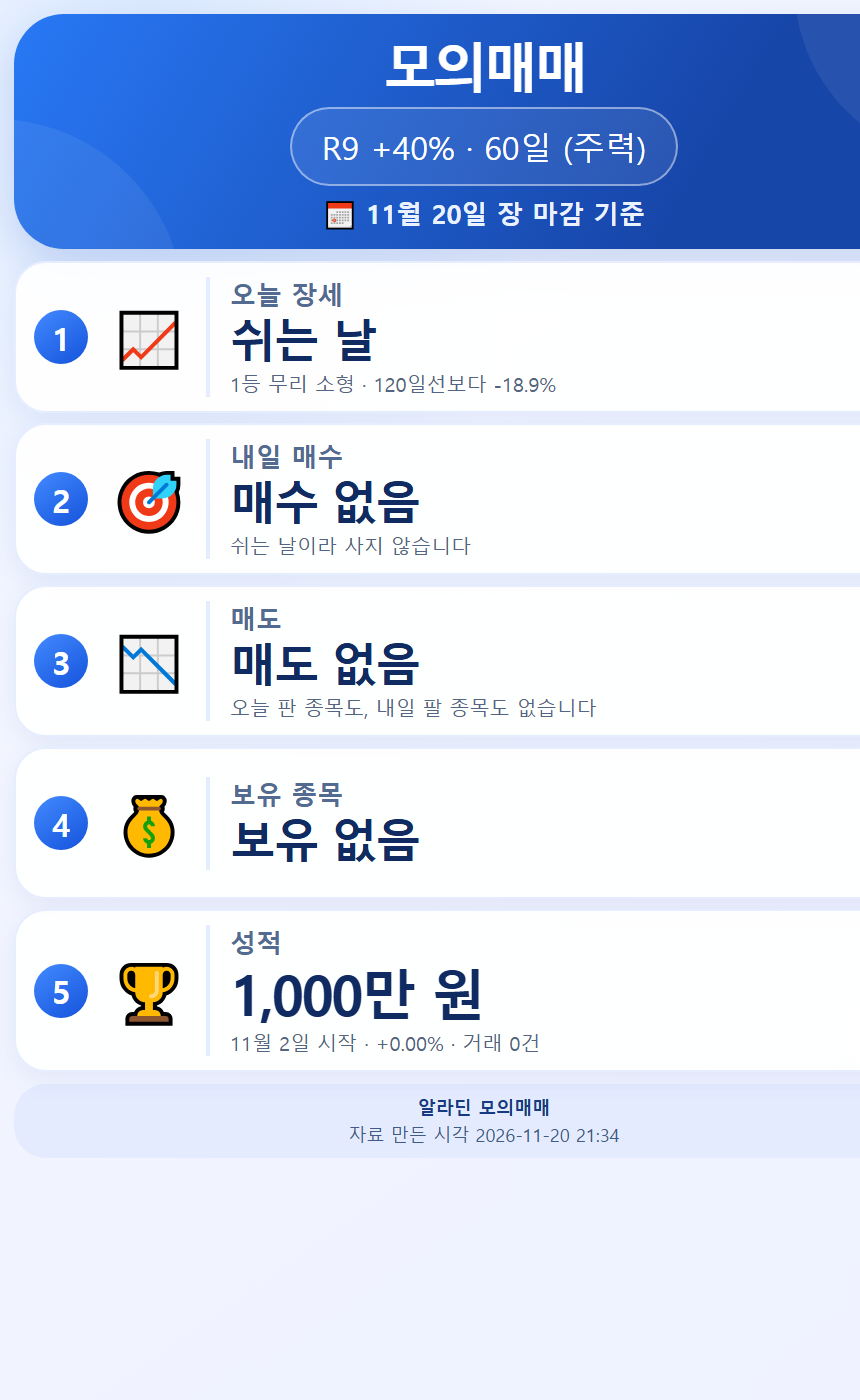 모의매매
R9 +40% · 60일 (주력)
11월 20일 장 마감 기준
1
오늘 장세
쉬는 날
1등 무리 소형 · 120일선보다 -18.9%
2
내일 매수
매수 없음
쉬는 날이라 사지 않습니다
3
매도
매도 없음
오늘 판 종목도, 내일 팔 종목도 없습니다
4
보유 종목
보유 없음
5
성적
1,000만 원
11월 2일 시작 · +0.00% · 거래 0건
알라딘 모의매매
자료 만든 시각 2026-11-20 21:34